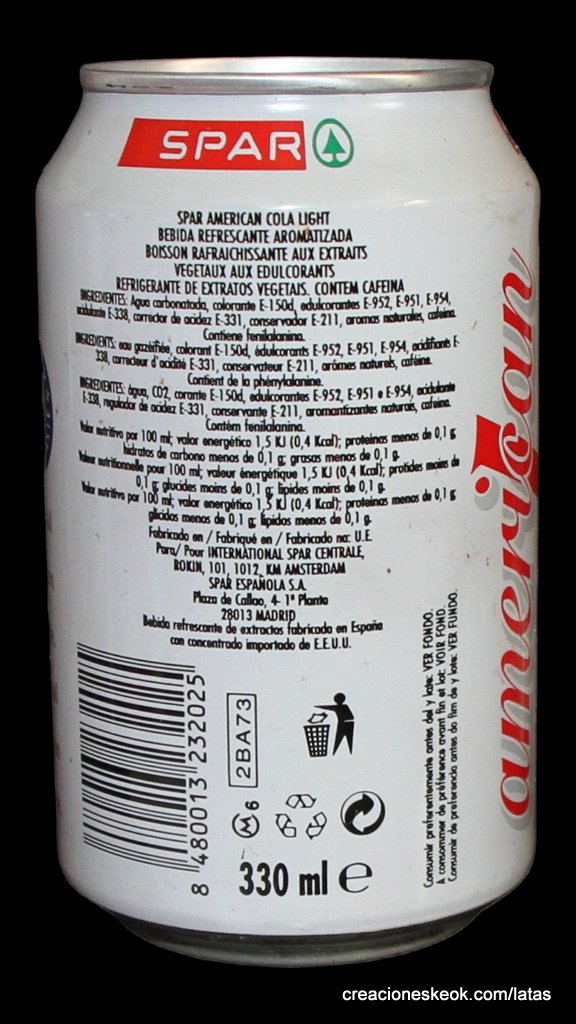 SPAR
SPAR AMERICAN COLA LIGHT
BEBIDA REFRESCANTE AROMATIZADA
BOISSON RAFRAICHISSANTE AUX EXTRAITS
VEGETAUX AUX EDULCORANTS
REFRIGERANTE DE EXTRATOS VEGETAIS. CONTEM CAFEINA
INGREDIENTES: Agua carbonatada, colorante E-150d, edulcorantes E-952, E-951, E-954,
acidulante E-338, corrector de acidez E-331, conservador E-211, aromas naturales, cafeína.
Contiene fenilalanina.
INGREDIENTS: eau gazéifiée, colorant E-150d, édulcorants E-952, E-951, E-954, acidifiants E-
338, correcteur d'acidité E-331, conservateur E-211, arômes naturels, caféine.
Contient de la phénylalanine.
INGREDIENTES: água, CO2, corante E-150d, edulcorantes E-952, E-951 e E-954, acidulante
E-338, regulador de acidez E-331, conservante E-211, aromantizantes naturais, cafeína.
Contém fenilalanina.
Valor nutritivo por 100 ml; valor energético 1,5 KJ (0,4 Kcal); proteínas menos de 0,1 g;
hidratos de carbono menos de 0,1 g; grasas menos de 0,1 g.
Valeur nutritionnelle pour 100 ml; valeur énergétique 1,5 KJ (0,4 Kcal); protides moins de
0,1 g; glucides moins de 0,1 g; lipides moins de 0,1 g.
Valor nutritivo por 100 ml; valor energético 1,5 KJ (0,4 Kcal); proteínas menos de 0,1 g;
glicidos menos de 0,1 g; lípidos menos de 0,1 g.
Fabricado en / Fabriqué en / Fabricado na: U.E.
Para/ Pour INTERNATIONAL SPAR CENTRALE,
ROKIN, 101, 1012, KM AMSTERDAM
SPAR ESPAÑOLA S.A.
Plaza de Callao, 4- 1ª Planta
28013 MADRID
Bebida refrescante de extractos fabricada en España
con concentrado importado de E.E.U.U.
american
Consumir preferentemente antes del y lote: VER FONDO.
A consommer de préférence avant fin et lot: VOIR FOND.
Consumir de preferencia antes do fim de y lote: VER FUNDO.
8 480013 232025
2BA73
M 6
330 ml e
creacioneskeok.com/latas